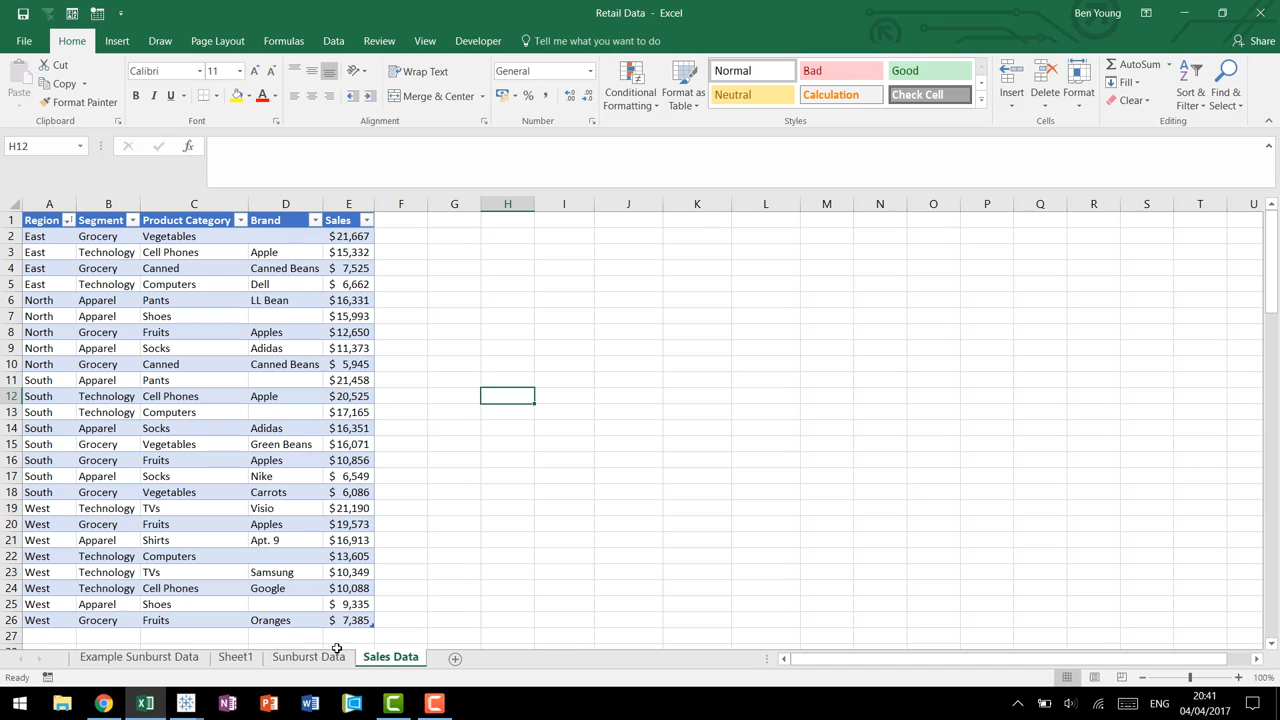 Retail Data - Excel
Ben Young
File Home Insert Draw Page Layout Formulas Data Review View Developer Tell me what you want to do Share
Paste
Cut
Copy
Format Painter
Clipboard
Calibri 11
B I U
Font
Wrap Text
Merge & Center
Alignment
General
Number
Conditional Formatting
Format as Table
Normal Bad Good
Neutral Calculation Check Cell
Styles
Insert Delete Format
Cells
AutoSum
Fill
Clear
Sort & Filter
Find & Select
Editing
H12
A B C D E F G H I J K L M N O P Q R S T U
1 Region Segment Product Category Brand Sales
2 East Grocery Vegetables $21,667
3 East Technology Cell Phones Apple $15,332
4 East Grocery Canned Canned Beans $ 7,525
5 East Technology Computers Dell $ 6,662
6 North Apparel Pants LL Bean $16,331
7 North Apparel Shoes $15,993
8 North Grocery Fruits Apples $12,650
9 North Apparel Socks Adidas $11,373
10 North Grocery Canned Canned Beans $ 5,945
11 South Apparel Pants $21,458
12 South Technology Cell Phones Apple $20,525
13 South Technology Computers $17,165
14 South Apparel Socks Adidas $16,351
15 South Grocery Vegetables Green Beans $16,071
16 South Grocery Fruits Apples $10,856
17 South Apparel Socks Nike $ 6,549
18 South Grocery Vegetables Carrots $ 6,086
19 West Technology TVs Visio $21,190
20 West Grocery Fruits Apples $19,573
21 West Apparel Shirts Apt. 9 $16,913
22 West Technology Computers $13,605
23 West Technology TVs Samsung $10,349
24 West Technology Cell Phones Google $10,088
25 West Apparel Shoes $ 9,335
26 West Grocery Fruits Oranges $ 7,385
27
Example Sunburst Data Sheet1 Sunburst Data Sales Data
Ready
100%
ENG
20:41
04/04/2017